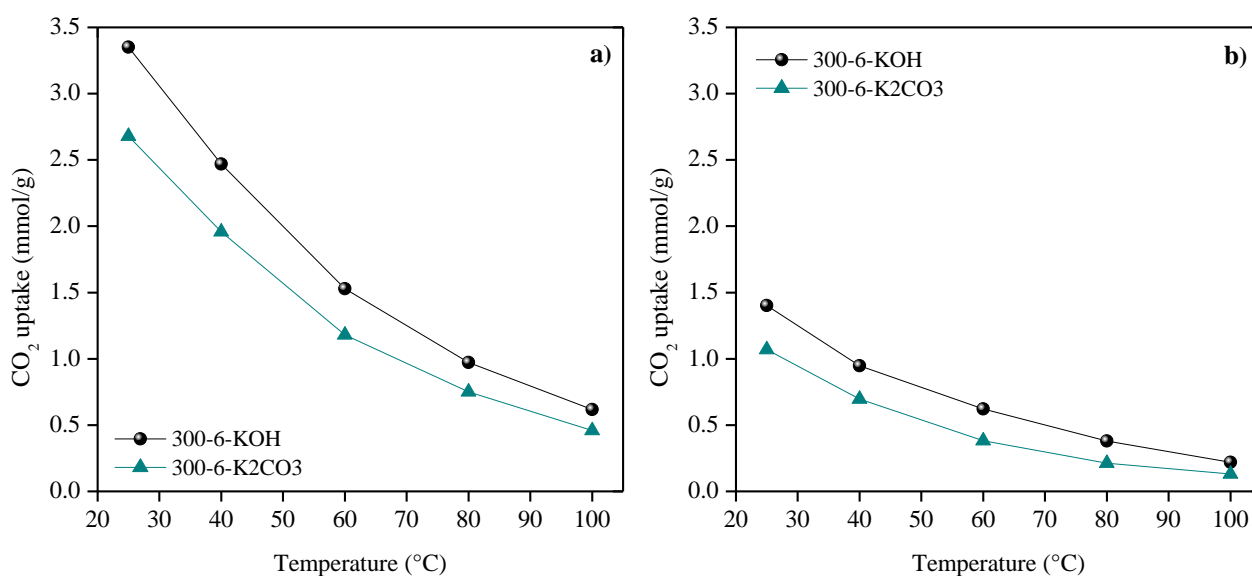 3.5
3.0
2.5
2.0
1.5
1.0
0.5
0.0
CO₂ uptake (mmol/g)
a)
300-6-KOH
300-6-K2CO3
20 30 40 50 60 70 80 90 100
Temperature (°C)
3.5
3.0
2.5
2.0
1.5
1.0
0.5
0.0
CO₂ uptake (mmol/g)
300-6-KOH
300-6-K2CO3
b)
20 30 40 50 60 70 80 90 100
Temperature (°C)